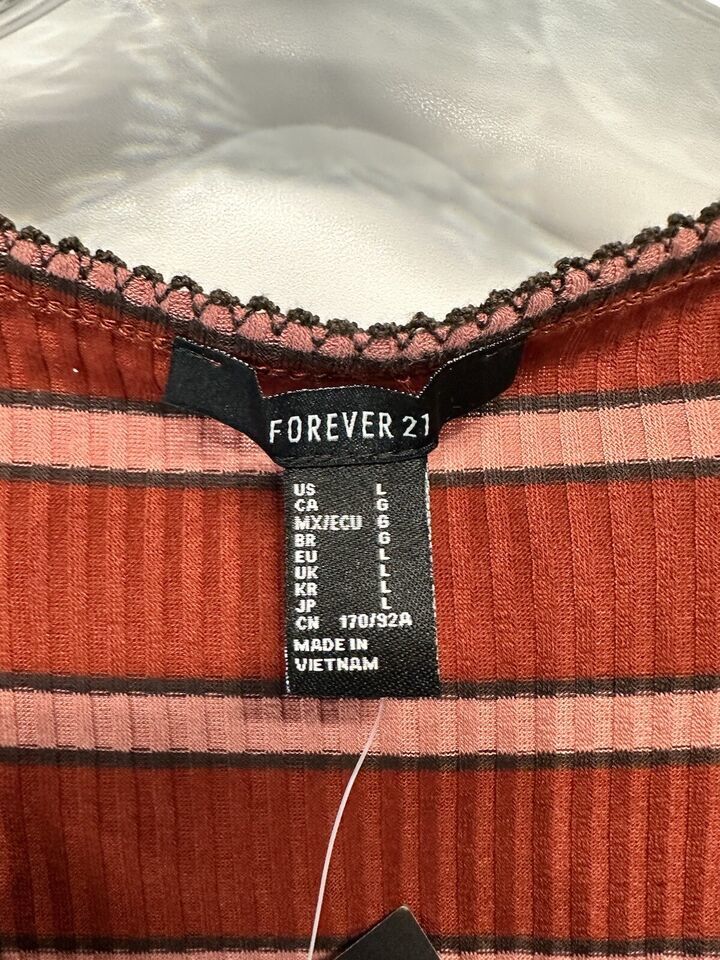 FOREVER 21
US L
CA G
MX/ECU G
BR G
EU L
UK L
KR L
JP L
CN 170/92A
MADE IN
VIETNAM